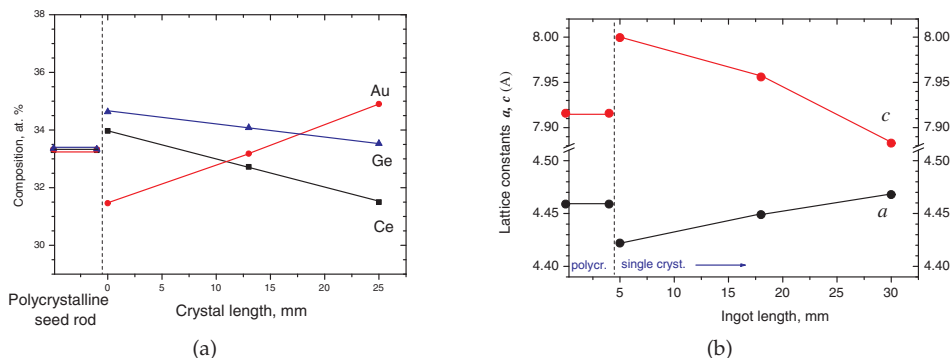 38
36
34
32
30
Composition, at. %
Au
Ge
Ce
0
5
10
15
20
25
Polycrystalline
seed rod
Crystal length, mm
(a)
8.00
7.95
7.90
4.50
4.45
4.40
Lattice constants a, c (A)
c
a
polycr.
single cryst.
8.00
7.95
7.90
4.50
4.45
4.40
5
10
15
20
25
30
Ingot length, mm
(b)